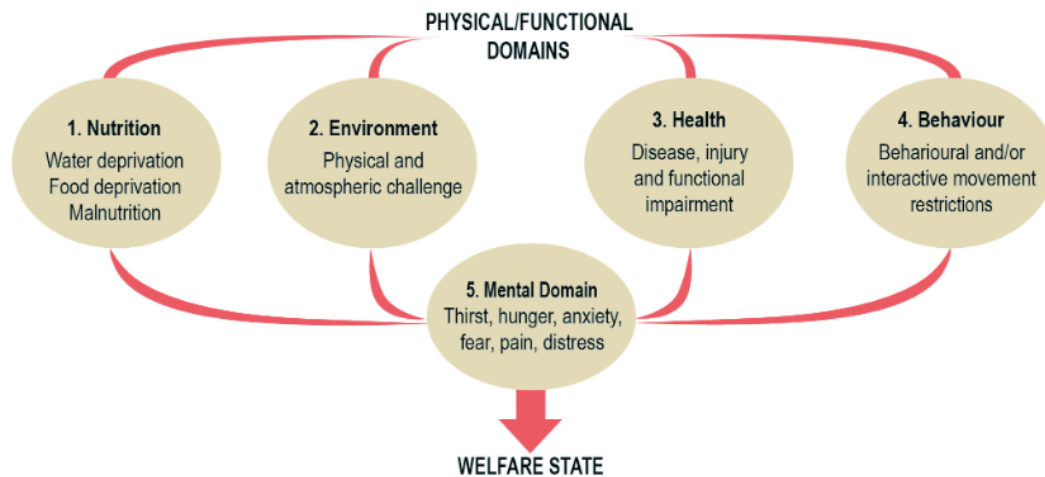 PHYSICAL/FUNCTIONAL
DOMAINS
1. Nutrition
Water deprivation
Food deprivation
Malnutrition
2. Environment
Physical and
atmospheric challenge
3. Health
Disease, injury
and functional
impairment
4. Behaviour
Beharioural and/or
interactive movement
restrictions
5. Mental Domain
Thirst, hunger, anxiety,
fear, pain, distress
WELFARE STATE